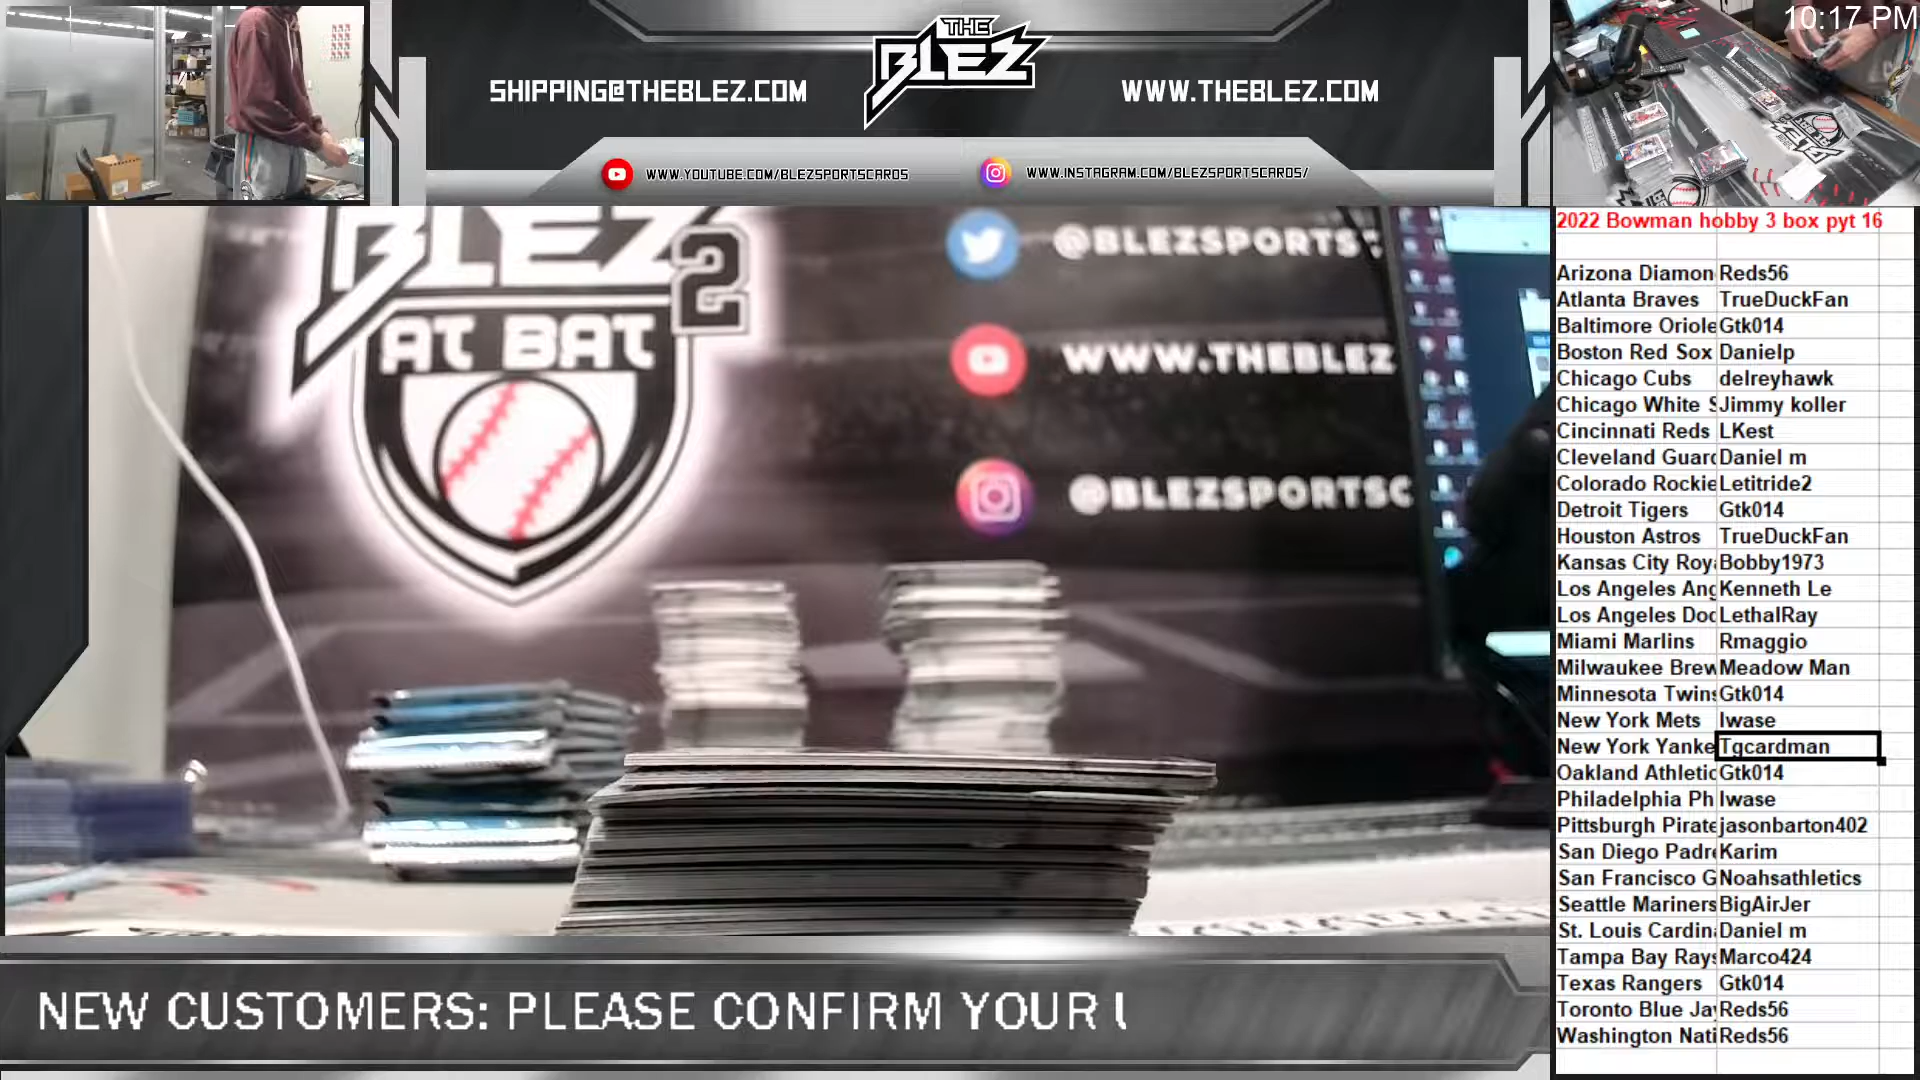 10:17 PM
THE
BLEZ
SHIPPING@THEBLEZ.COM
WWW.THEBLEZ.COM
WWW.YOUTUBE.COM/BLEZSPORTSCARDS
WWW.INSTAGRAM.COM/BLEZSPORTSCARDS/
BLEZ
2
AT BAT
@BLEZSPORTS
WWW.THEBLEZ
@BLEZSPORTSC
2022 Bowman hobby 3 box pyt 16
Arizona Diamon Reds56
Atlanta Braves TrueDuckFan
Baltimore Oriole Gtk014
Boston Red Sox Danielp
Chicago Cubs delreyhawk
Chicago White S Jimmy koller
Cincinnati Reds LKest
Cleveland Guard Daniel m
Colorado Rockie Letitride2
Detroit Tigers Gtk014
Houston Astros TrueDuckFan
Kansas City Roya Bobby1973
Los Angeles Ang Kenneth Le
Los Angeles Dod LethalRay
Miami Marlins Rmaggio
Milwaukee Brew Meadow Man
Minnesota Twins Gtk014
New York Mets Iwase
New York Yanke Tgcardman
Oakland Athletic Gtk014
Philadelphia Ph Iwase
Pittsburgh Pirate jasonbarton402
San Diego Padre Karim
San Francisco G Noahsathletics
Seattle Mariners BigAirJer
St. Louis Cardina Daniel m
Tampa Bay Rays Marco424
Texas Rangers Gtk014
Toronto Blue Jay Reds56
Washington Nati Reds56
NEW CUSTOMERS: PLEASE CONFIRM YOUR